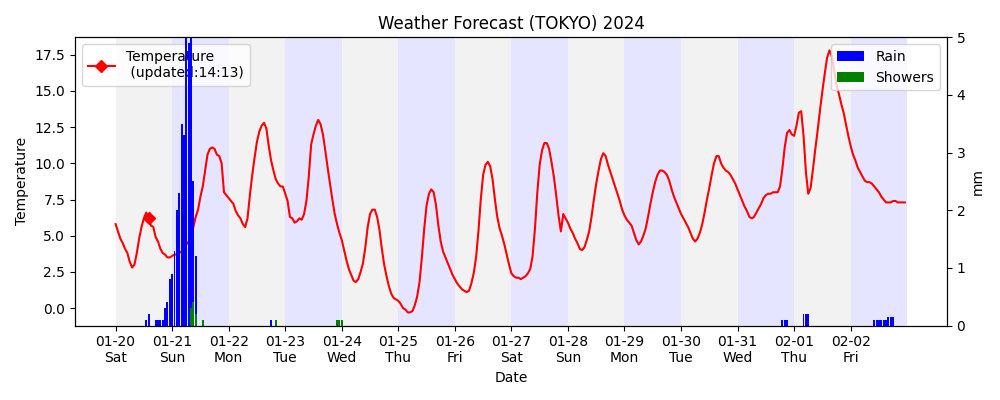 Weather Forecast (TOKYO) 2024
Temperature
(updated:14:13)
Rain
Showers
17.5
15.0
12.5
10.0
7.5
5.0
2.5
0.0
Temperature
5
4
3
2
1
0
mm
01-20 01-21 01-22 01-23 01-24 01-25 01-26 01-27 01-28 01-29 01-30 01-31 02-01 02-02
Sat Sun Mon Tue Wed Thu Fri Sat Sun Mon Tue Wed Thu Fri
Date